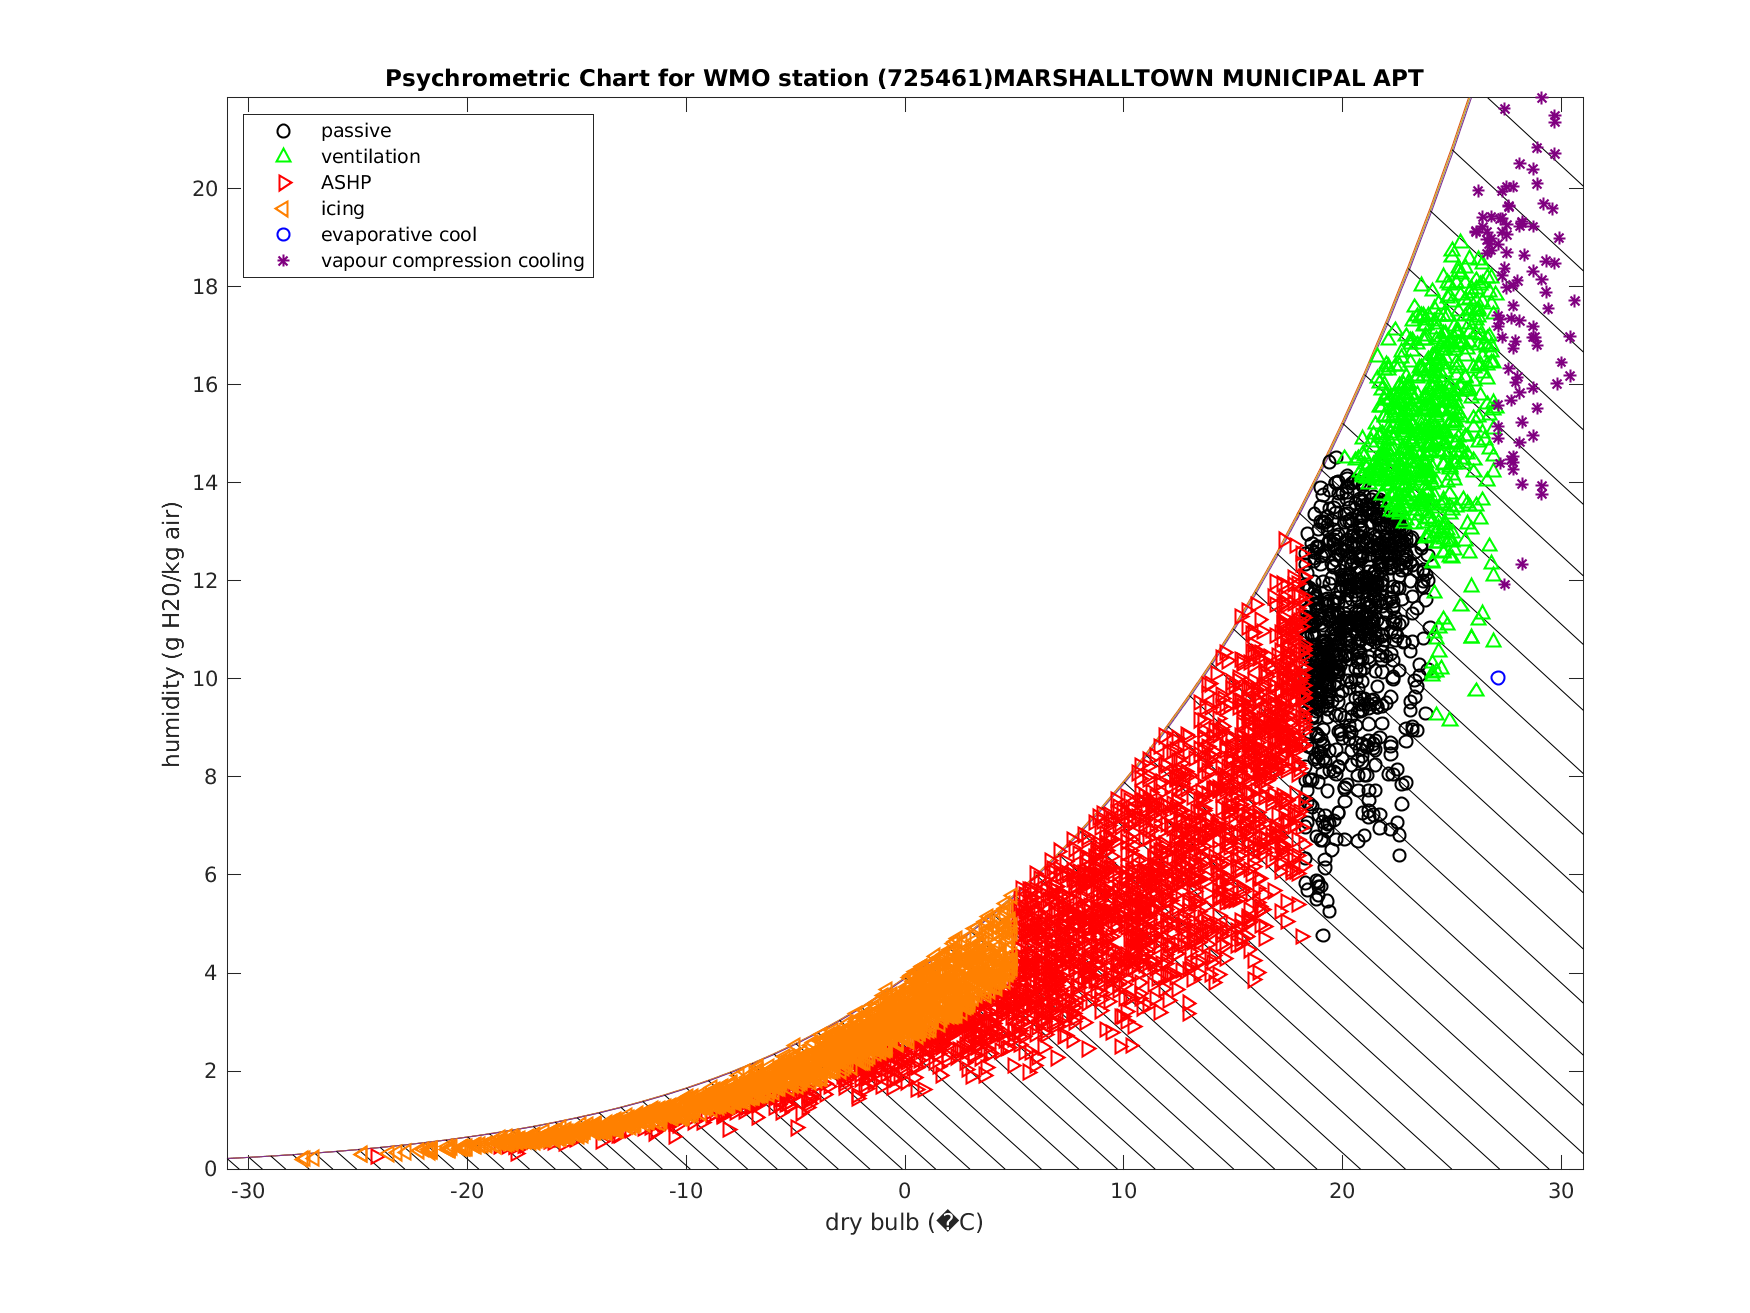 Psychrometric Chart for WMO station (725461)MARSHALLTOWN MUNICIPAL APT
passive
ventilation
ASHP
icing
evaporative cool
vapour compression cooling
humidity (g H20/kg air)
20
18
16
14
12
10
8
6
4
2
0
-30 -20 -10 0 10 20 30
dry bulb (�C)